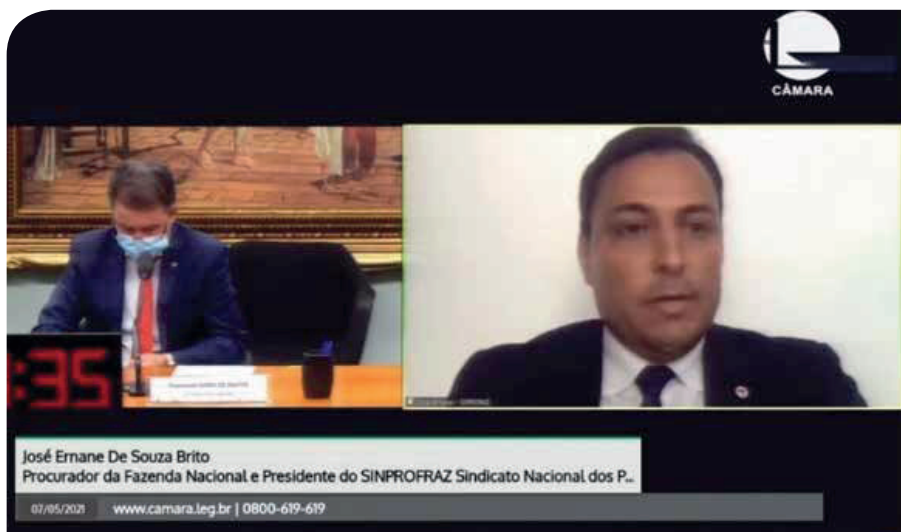 CÂMARA
:35
José Ernane De Souza Brito
Procurador da Fazenda Nacional e Presidente do SINPROFRAZ Sindicato Nacional dos P...
07/05/2021 www.camara.leg.br | 0800-619-619